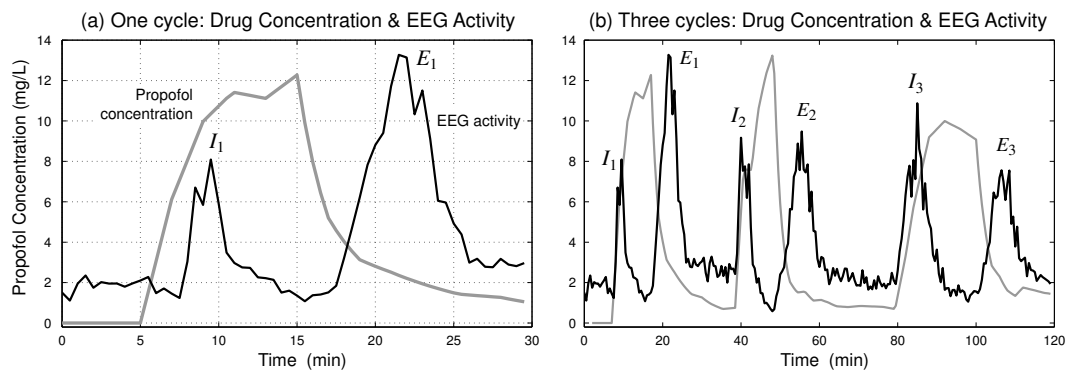 (a) One cycle: Drug Concentration & EEG Activity
Propofol Concentration (mg/L)
14
12
10
8
6
4
2
0
Propofol
concentration
I1
E1
EEG activity
0 5 10 15 20 25 30
Time (min)
(b) Three cycles: Drug Concentration & EEG Activity
14
12
10
8
6
4
2
0
I1
E1
I2
E2
I3
E3
0 20 40 60 80 100 120
Time (min)